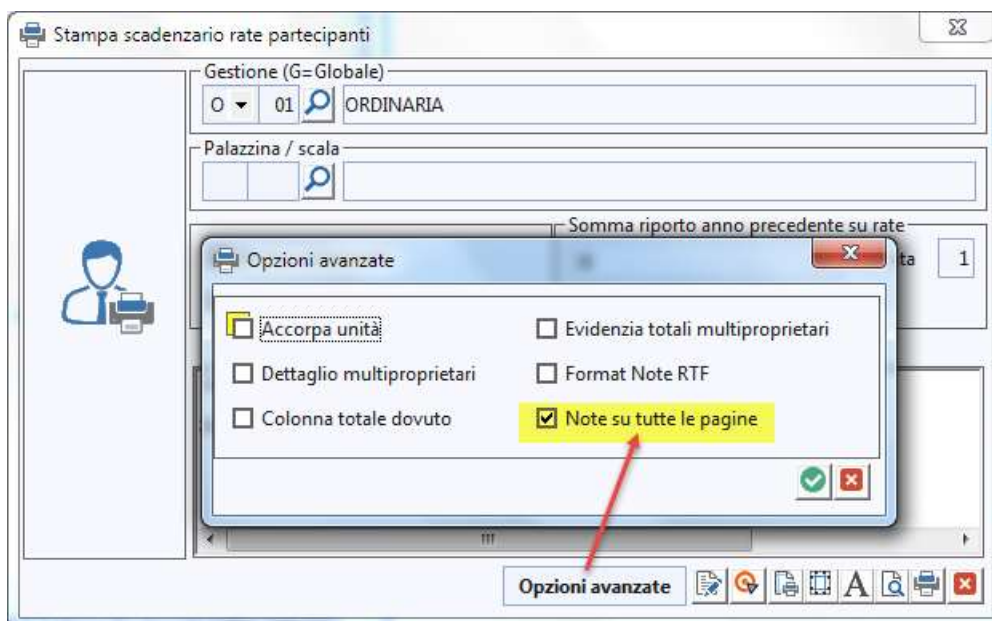 Stampa scadenzario rate partecipanti
Gestione (G=Globale)
O 01 ORDINARIA
Palazzina / scala
Somma riporto anno precedente su rate
ta 1
Opzioni avanzate
Accorpa unità
Evidenzia totali multiproprietari
Dettaglio multiproprietari
Format Note RTF
Colonna totale dovuto
Note su tutte le pagine
Opzioni avanzate